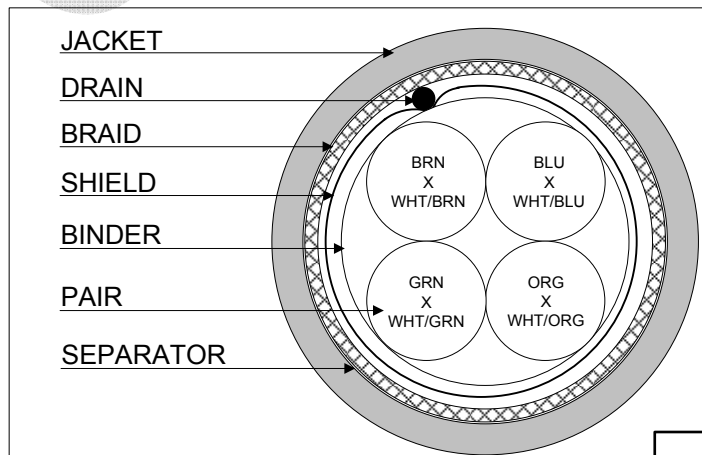 JACKET
DRAIN
BRAID
SHIELD
BINDER
PAIR
SEPARATOR
BRN
X
WHT/BRN
BLU
X
WHT/BLU
GRN
X
WHT/GRN
ORG
X
WHT/ORG